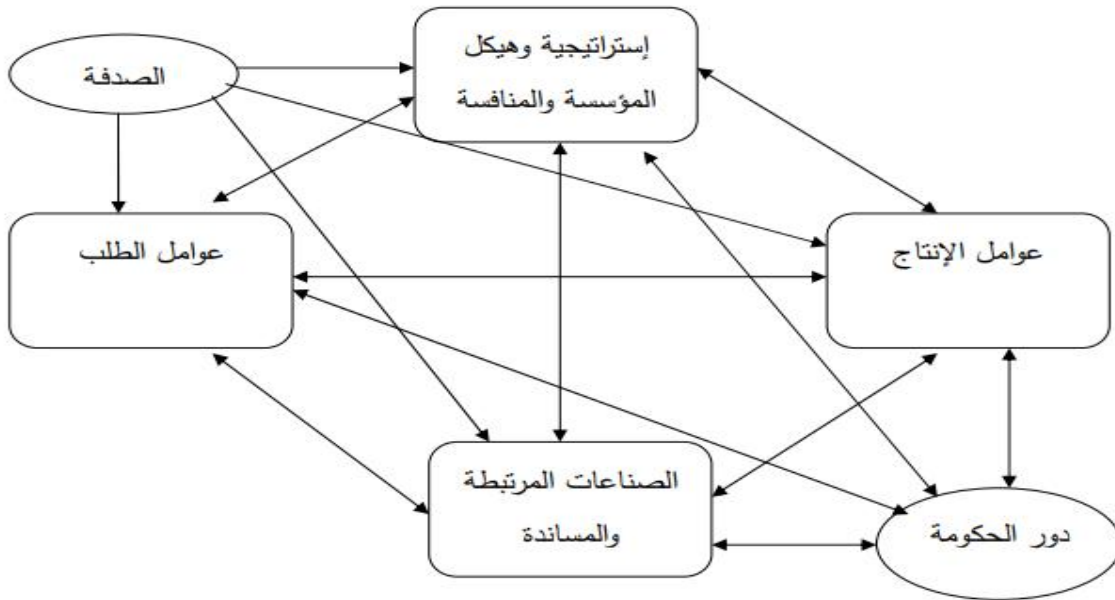 إستراتيجية وهيكل
المؤسسة والمنافسة
الصدفة
عوامل الإنتاج
عوامل الطلب
الصناعات المرتبطة
والمساندة
دور الحكومة